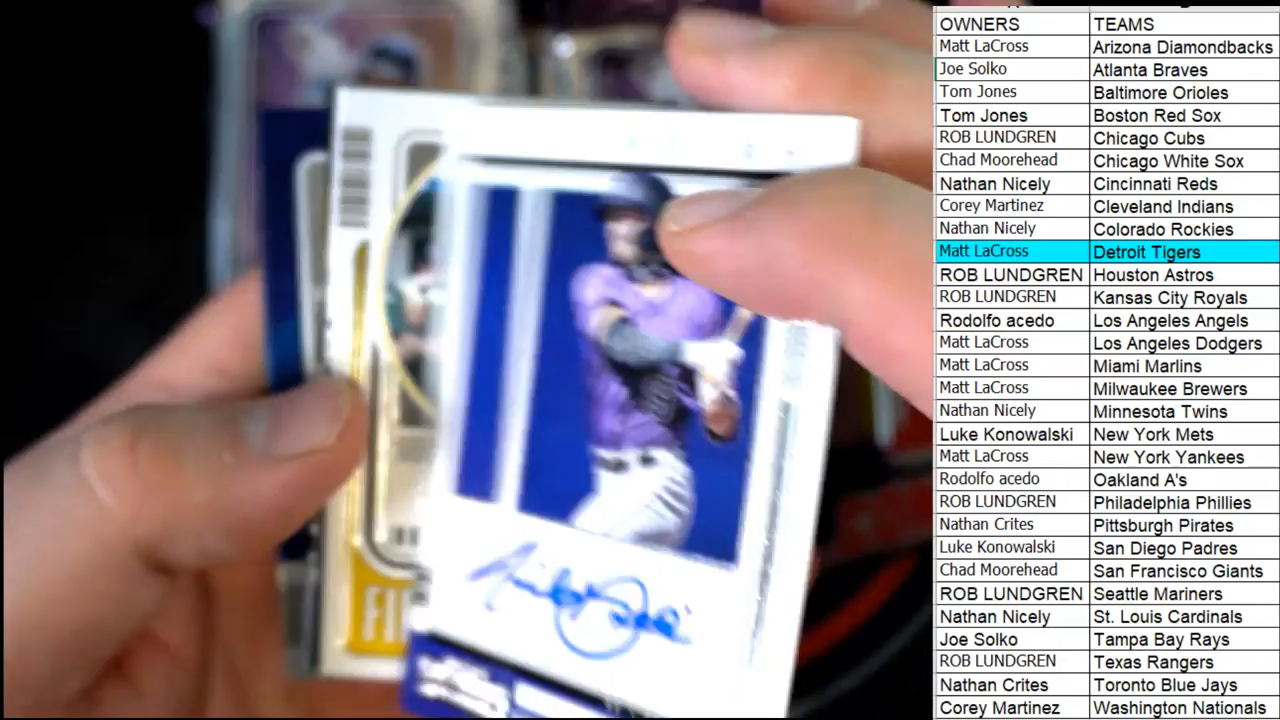 OWNERS TEAMS
Matt LaCross Arizona Diamondbacks
Joe Solko Atlanta Braves
Tom Jones Baltimore Orioles
Tom Jones Boston Red Sox
ROB LUNDGREN Chicago Cubs
Chad Moorehead Chicago White Sox
Nathan Nicely Cincinnati Reds
Corey Martinez Cleveland Indians
Nathan Nicely Colorado Rockies
Matt LaCross Detroit Tigers
ROB LUNDGREN Houston Astros
ROB LUNDGREN Kansas City Royals
Rodolfo acedo Los Angeles Angels
Matt LaCross Los Angeles Dodgers
Matt LaCross Miami Marlins
Matt LaCross Milwaukee Brewers
Nathan Nicely Minnesota Twins
Luke Konowalski New York Mets
Matt LaCross New York Yankees
Rodolfo acedo Oakland A's
ROB LUNDGREN Philadelphia Phillies
Nathan Crites Pittsburgh Pirates
Luke Konowalski San Diego Padres
Chad Moorehead San Francisco Giants
ROB LUNDGREN Seattle Mariners
Nathan Nicely St. Louis Cardinals
Joe Solko Tampa Bay Rays
ROB LUNDGREN Texas Rangers
Nathan Crites Toronto Blue Jays
Corey Martinez Washington Nationals